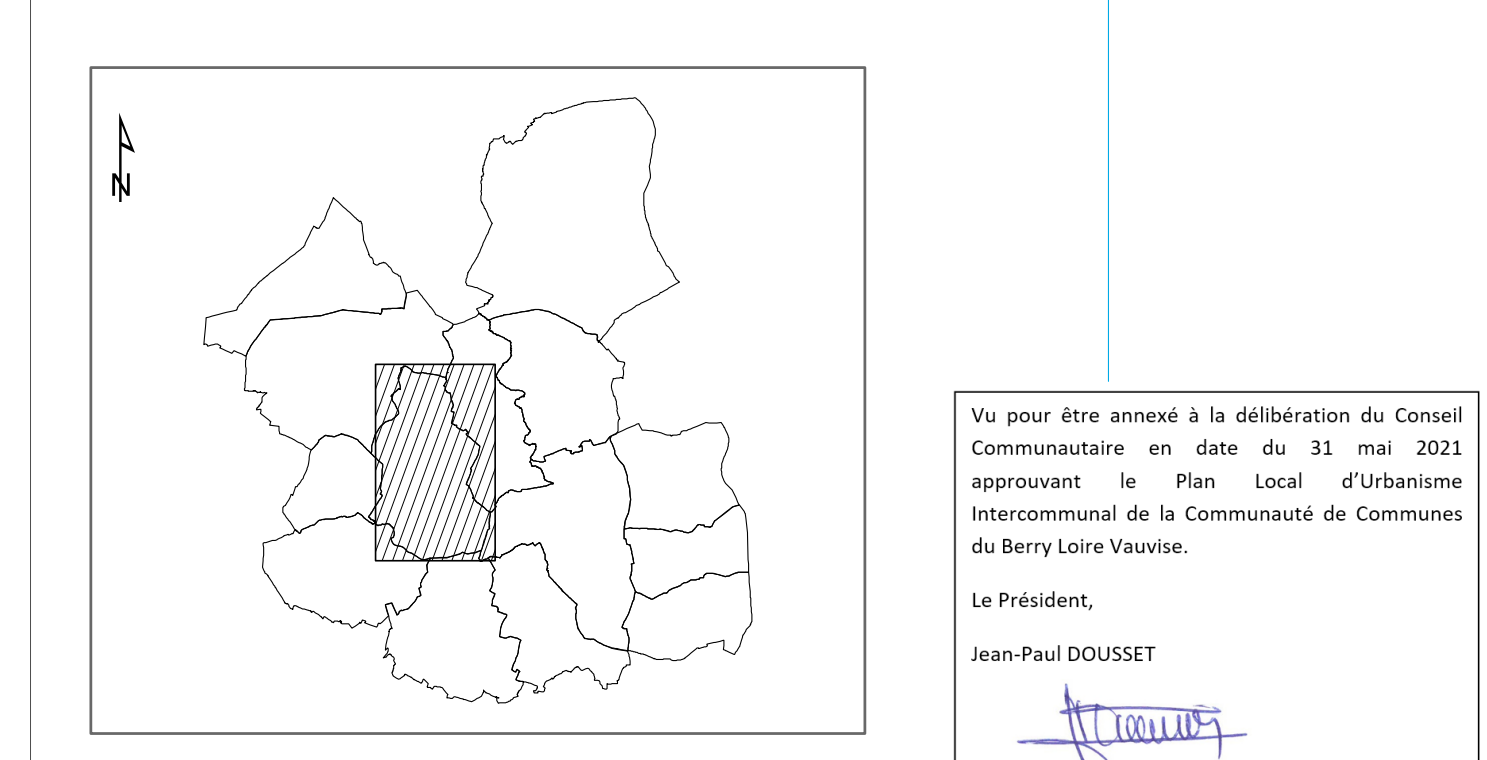 N
Vu pour être annexé à la délibération du Conseil
Communautaire en date du 31 mai 2021
approuvant le Plan Local d’Urbanisme
Intercommunal de la Communauté de Communes
du Berry Loire Vauvise.
Le Président,
Jean-Paul DOUSSET